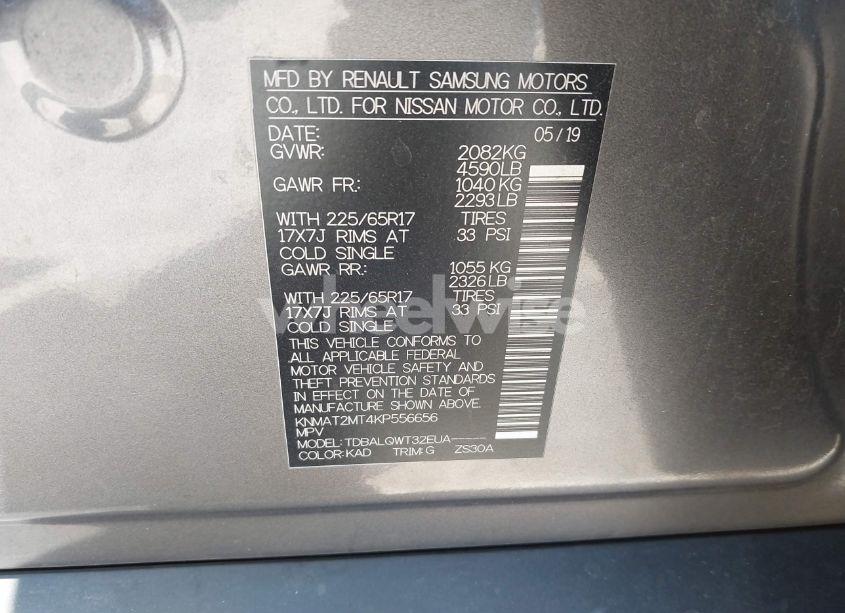 MFD BY RENAULT SAMSUNG MOTORS
CO., LTD. FOR NISSAN MOTOR CO., LTD.
DATE: 05/19
GVWR: 2082KG
4590LB
GAWR FR.: 1040KG
2293LB
WITH 225/65R17 TIRES
17X7J RIMS AT 33 PSI
COLD SINGLE
GAWR RR.: 1055KG
2326LB
WITH 225/65R17 TIRES
17X7J RIMS AT 33 PSI
COLD SINGLE
wheelwise
THIS VEHICLE CONFORMS TO
ALL APPLICABLE FEDERAL
MOTOR VEHICLE SAFETY AND
THEFT PREVENTION STANDARDS
IN EFFECT ON THE DATE OF
MANUFACTURE SHOWN ABOVE.
KNMAT2MT4KP556656
MPV
MODEL: TDBALQWT32EUA-----
COLOR: KAD TRIM: G ZS30A